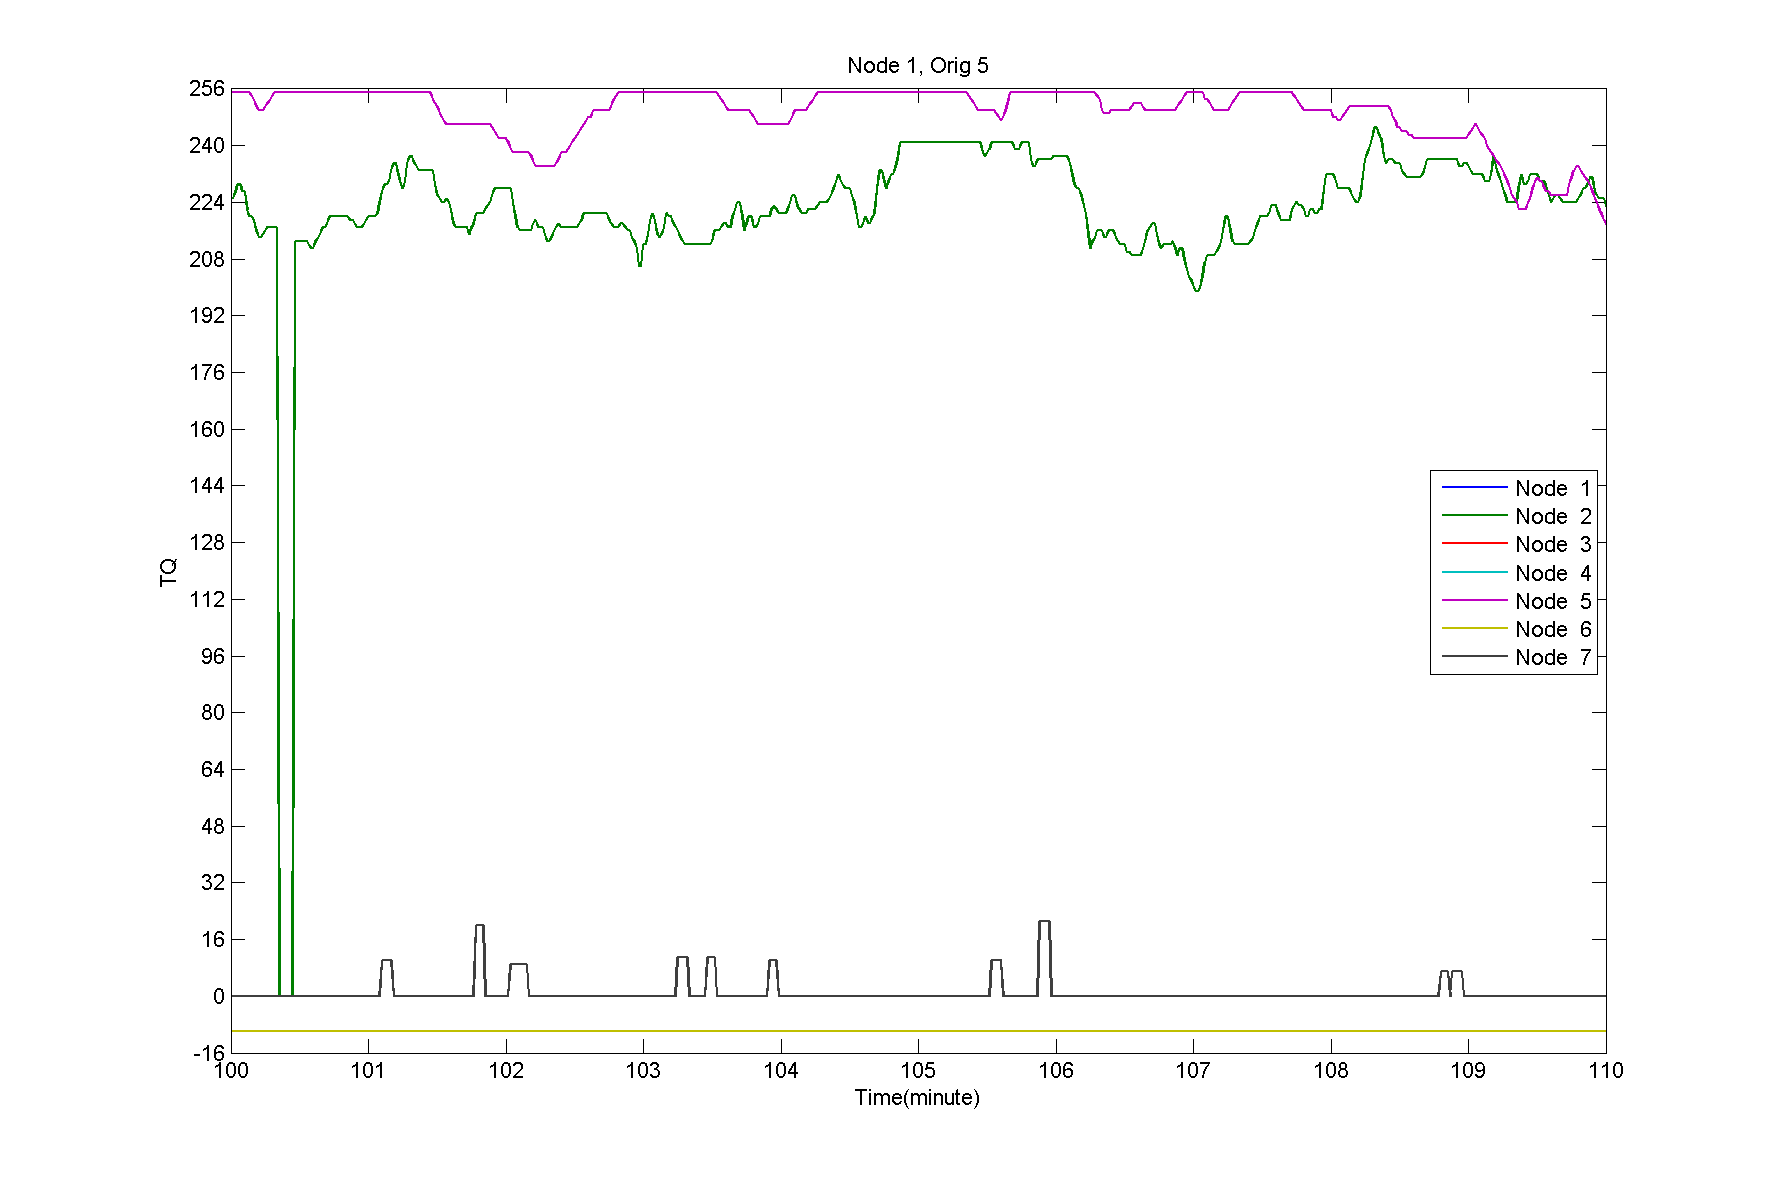 Node 1, Orig 5
256
240
224
208
192
176
160
144
128
112
96
80
64
48
32
16
0
-16
TQ
Node 1
Node 2
Node 3
Node 4
Node 5
Node 6
Node 7
100 101 102 103 104 105 106 107 108 109 110
Time(minute)